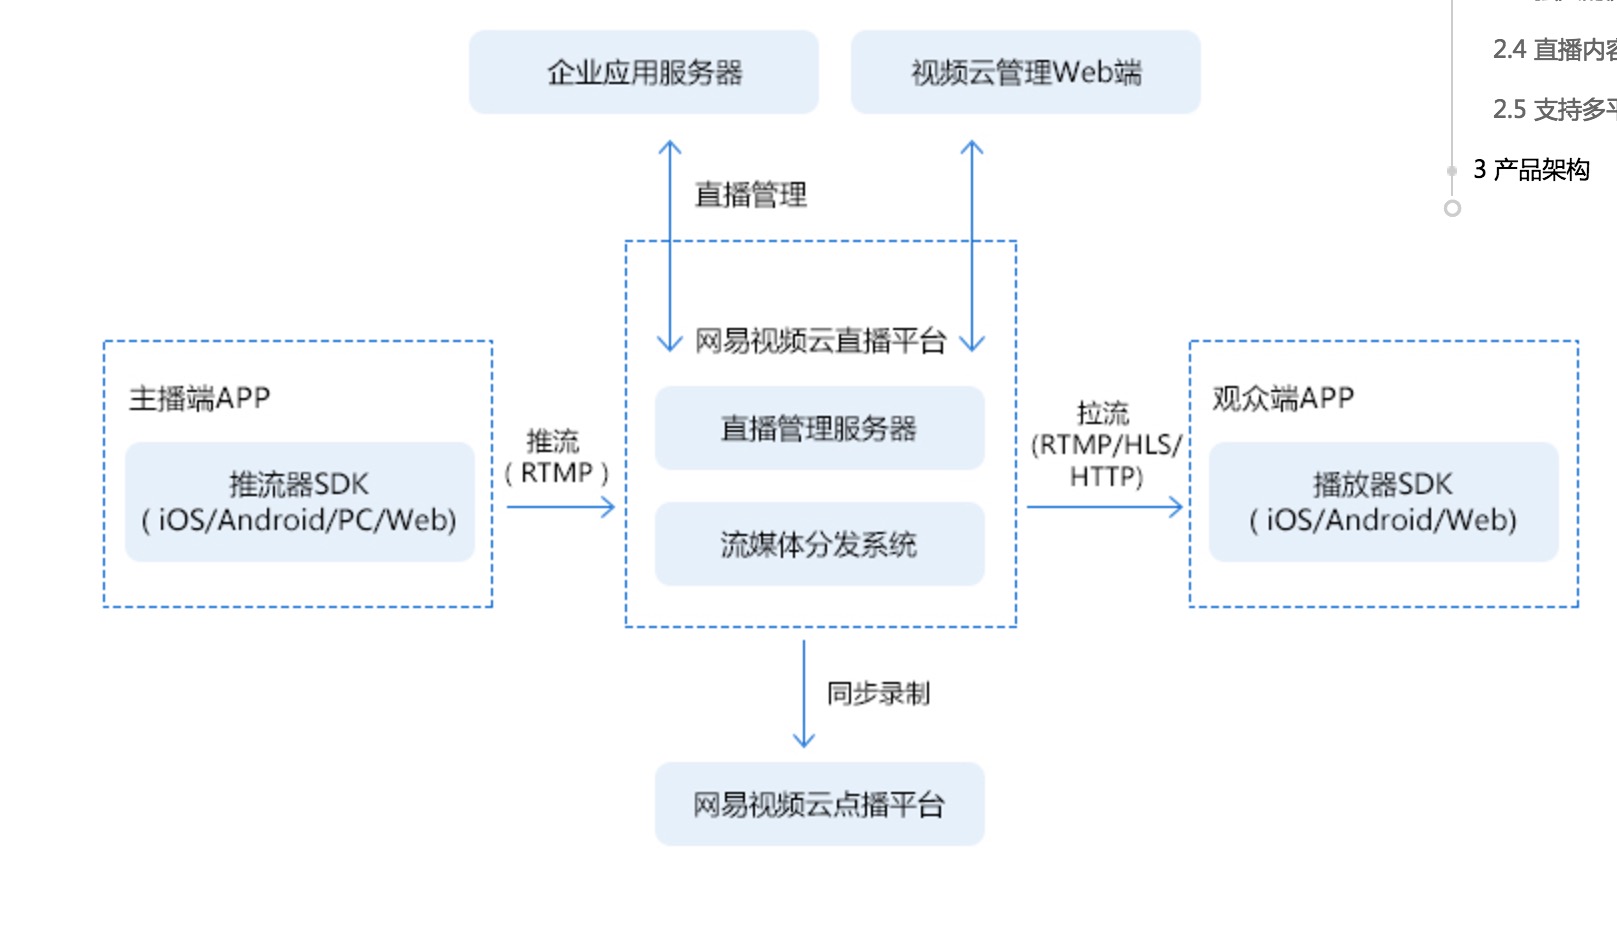 企业应用服务器
视频云管理Web端
2.4 直播内容
2.5 支持多平
3 产品架构
直播管理
网易视频云直播平台
主播端APP
推流器SDK
( iOS/Android/PC/Web)
推流
( RTMP )
直播管理服务器
流媒体分发系统
拉流
(RTMP/HLS/
HTTP)
观众端APP
播放器SDK
( iOS/Android/Web)
同步录制
网易视频云点播平台